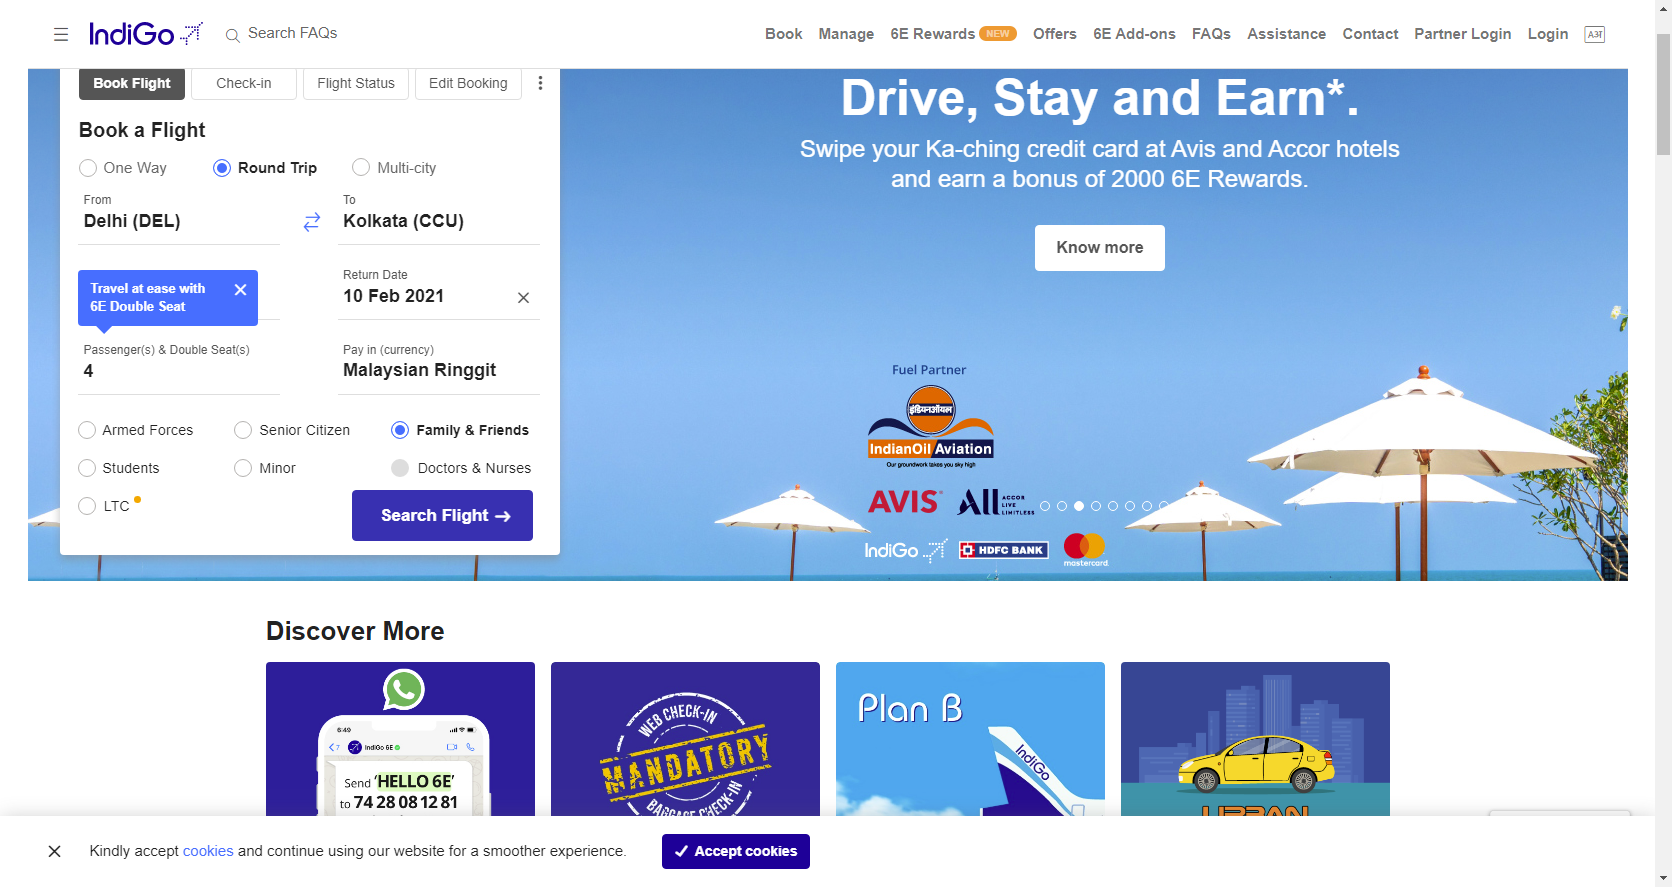 IndiGo
Search FAQs
Book
Manage
6E Rewards NEW
Offers
6E Add-ons
FAQs
Assistance
Contact
Partner Login
Login
Book Flight
Check-in
Flight Status
Edit Booking
Book a Flight
One Way
Round Trip
Multi-city
From
Delhi (DEL)
To
Kolkata (CCU)
Travel at ease with
6E Double Seat
Return Date
10 Feb 2021
Passenger(s) & Double Seat(s)
4
Pay in (currency)
Malaysian Ringgit
Armed Forces
Senior Citizen
Family & Friends
Students
Minor
Doctors & Nurses
LTC
Search Flight
Drive, Stay and Earn*.
Swipe your Ka-ching credit card at Avis and Accor hotels
and earn a bonus of 2000 6E Rewards.
Know more
Fuel Partner
इंडियनऑयल
IndianOil Aviation
Our groundwork takes you sky high
AVIS
ALL ACCOR
LIVE
LIMITLESS
IndiGo
HDFC BANK
mastercard
Discover More
6:49
7
IndiGo 6E
Send 'HELLO 6E'
to 74 28 08 12 81
WEB CHECK-IN
MANDATORY
BAGGAGE CHECK-IN
Plan B
IndiGo
URBAN
Kindly accept cookies and continue using our website for a smoother experience.
Accept cookies